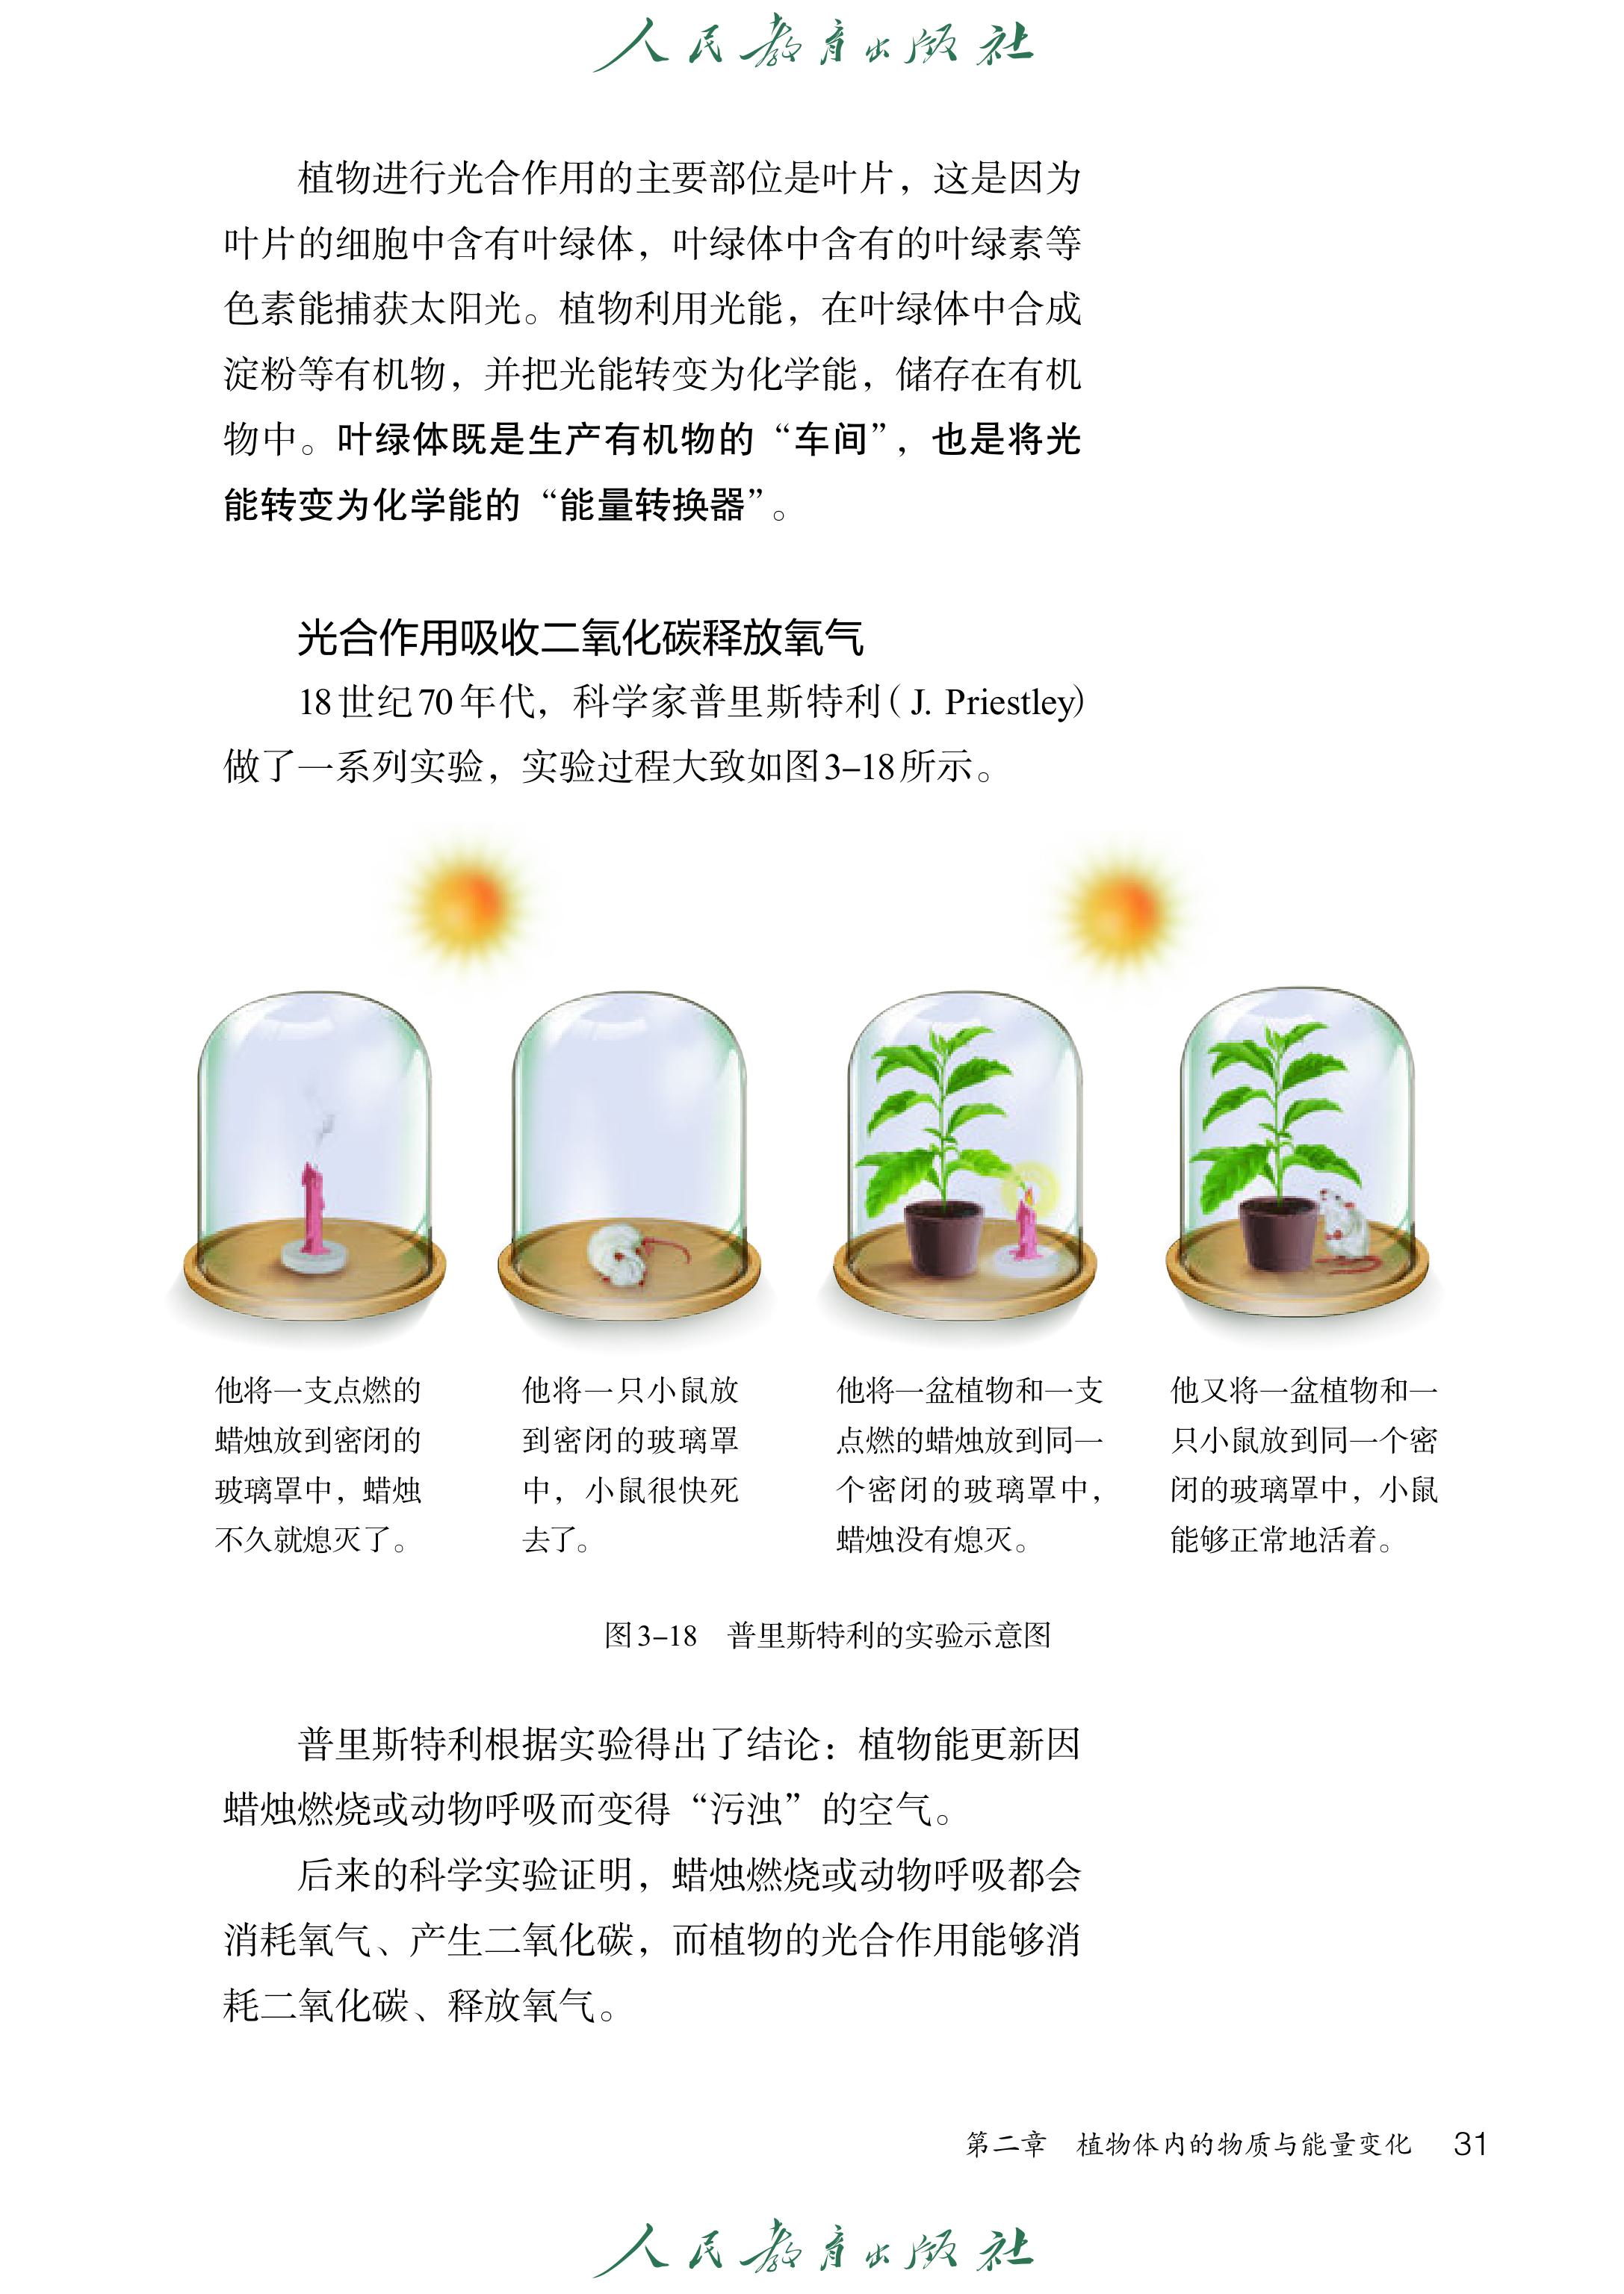 人民教育出版社
植物进行光合作用的主要部位是叶片，这是因为
叶片的细胞中含有叶绿体，叶绿体中含有的叶绿素等
色素能捕获太阳光。植物利用光能，在叶绿体中合成
淀粉等有机物，并把光能转变为化学能，储存在有机
物中。叶绿体既是生产有机物的“车间”，也是将光
能转变为化学能的“能量转换器”。
光合作用吸收二氧化碳释放氧气
18世纪70年代，科学家普里斯特利（J. Priestley）
做了一系列实验，实验过程大致如图3–18所示。
他将一支点燃的
蜡烛放到密闭的
玻璃罩中，蜡烛
不久就熄灭了。
他将一只小鼠放
到密闭的玻璃罩
中，小鼠很快死
去了。
他将一盆植物和一支
点燃的蜡烛放到同一
个密闭的玻璃罩中，
蜡烛没有熄灭。
他又将一盆植物和一
只小鼠放到同一个密
闭的玻璃罩中，小鼠
能够正常地活着。
图3–18 普里斯特利的实验示意图
普里斯特利根据实验得出了结论：植物能更新因
蜡烛燃烧或动物呼吸而变得“污浊”的空气。
后来的科学实验证明，蜡烛燃烧或动物呼吸都会
消耗氧气、产生二氧化碳，而植物的光合作用能够消
耗二氧化碳、释放氧气。
第二章 植物体内的物质与能量变化 31
人民教育出版社